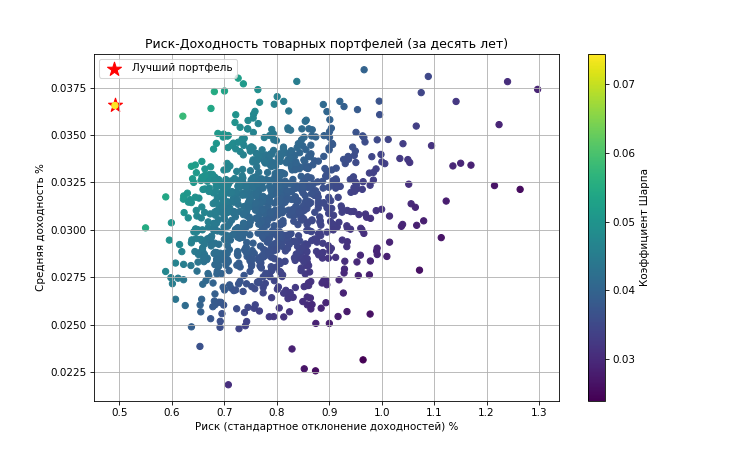 Риск-Доходность товарных портфелей (за десять лет)
Лучший портфель
0.0375
0.0350
0.0325
0.0300
0.0275
0.0250
0.0225
Средняя доходность %
0.5 0.6 0.7 0.8 0.9 1.0 1.1 1.2 1.3
Риск (стандартное отклонение доходностей) %
0.07
0.06
0.05
0.04
0.03
Коэффициент Шарпа